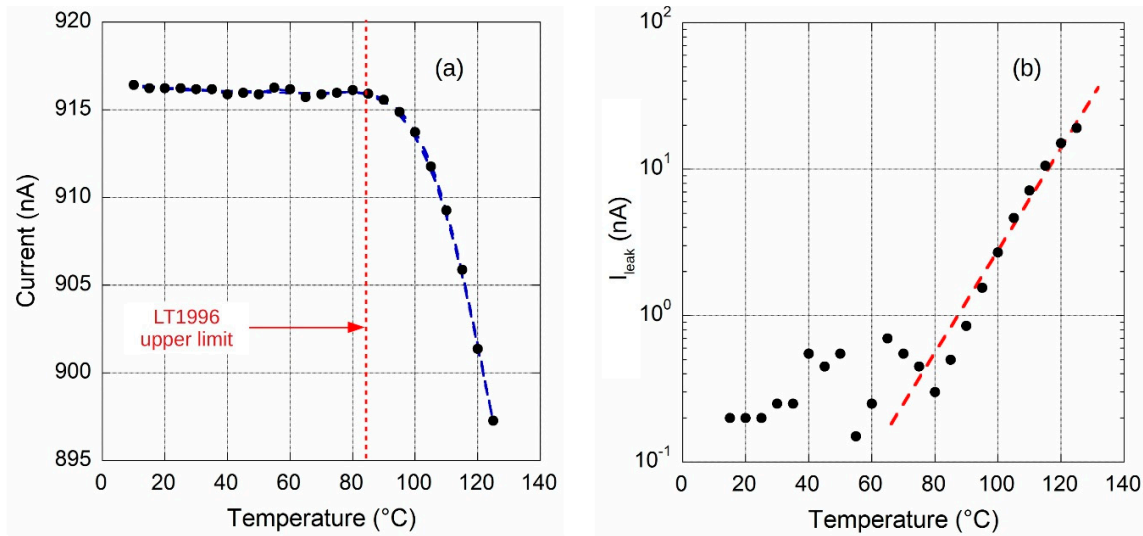 920
915
910
905
900
895
Current (nA)
(a)
LT1996
upper limit
0 20 40 60 80 100 120 140
Temperature (°C)
10²
10¹
10⁰
10⁻¹
I_leak (nA)
(b)
0 20 40 60 80 100 120 140
Temperature (°C)